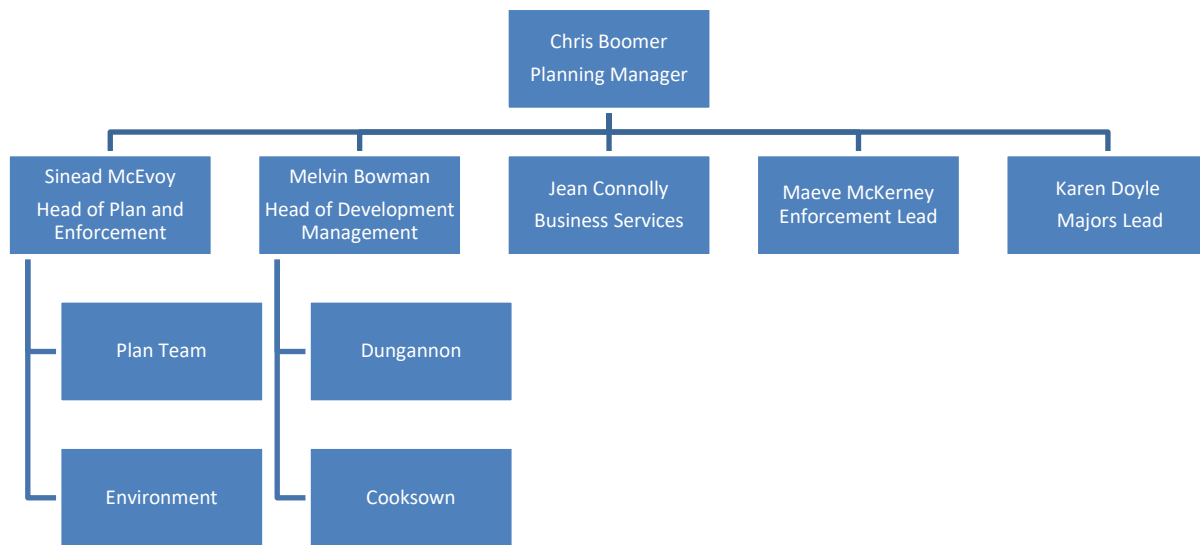 Chris Boomer
Planning Manager
Sinead McEvoy
Head of Plan and
Enforcement
Melvin Bowman
Head of Development
Management
Jean Connolly
Business Services
Maeve McKerney
Enforcement Lead
Karen Doyle
Majors Lead
Plan Team
Dungannon
Environment
Cooksown